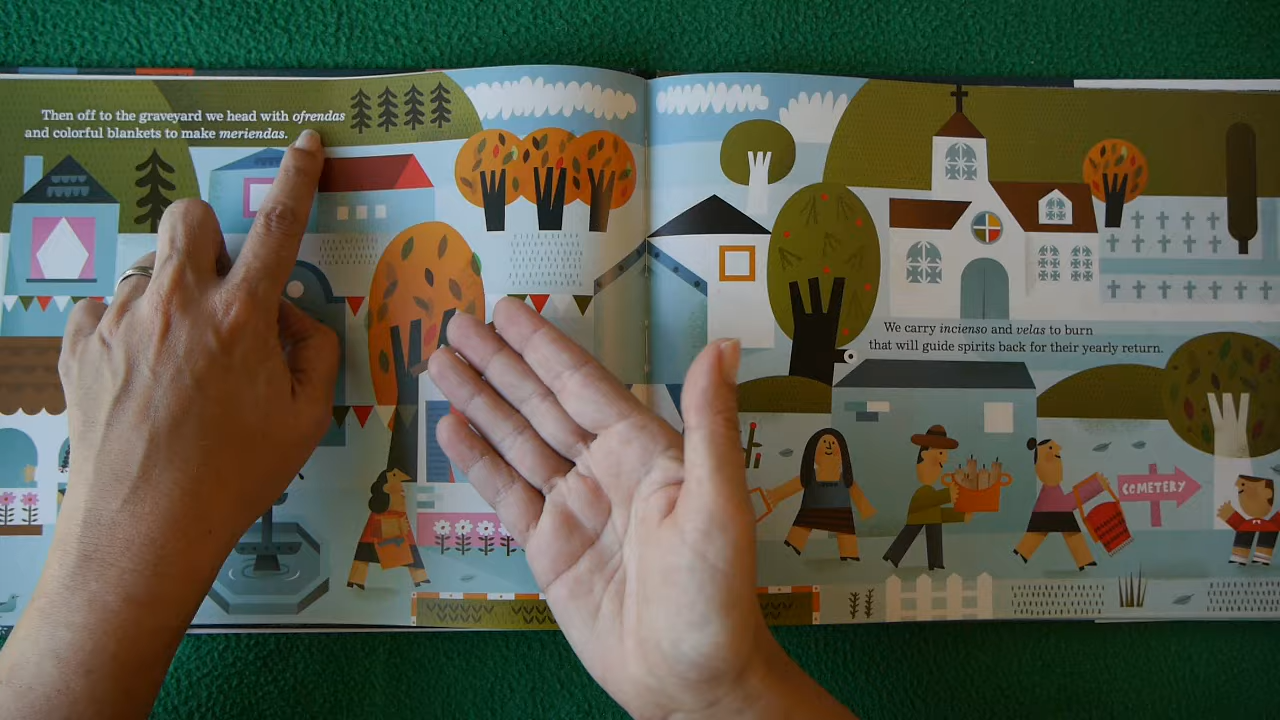 Then off to the graveyard we head with ofrendas
and colorful blankets to make meriendas.
We carry incienso and velas to burn
that will guide spirits back for their yearly return.
COMETERY